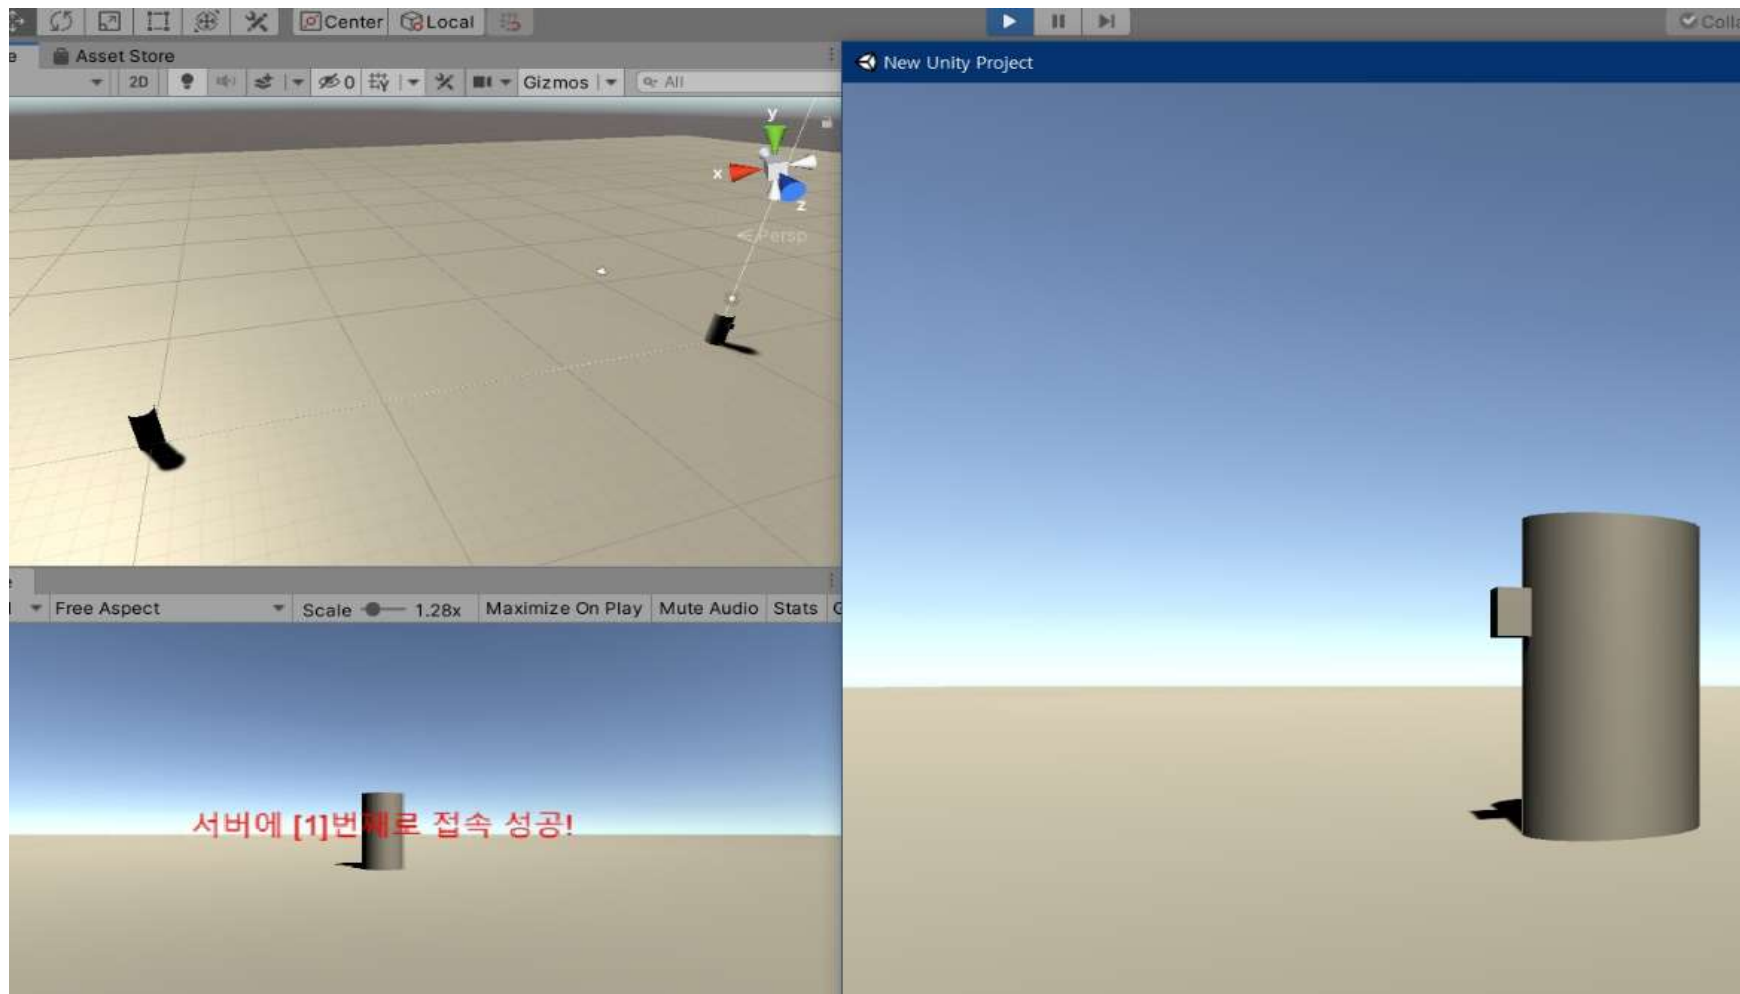 Center Local
Colla
Asset Store
2D 0 Gizmos All
New Unity Project
y
x
z
Persp
Free Aspect Scale 1.28x Maximize On Play Mute Audio Stats G
서버에 [1]번째로 접속 성공!